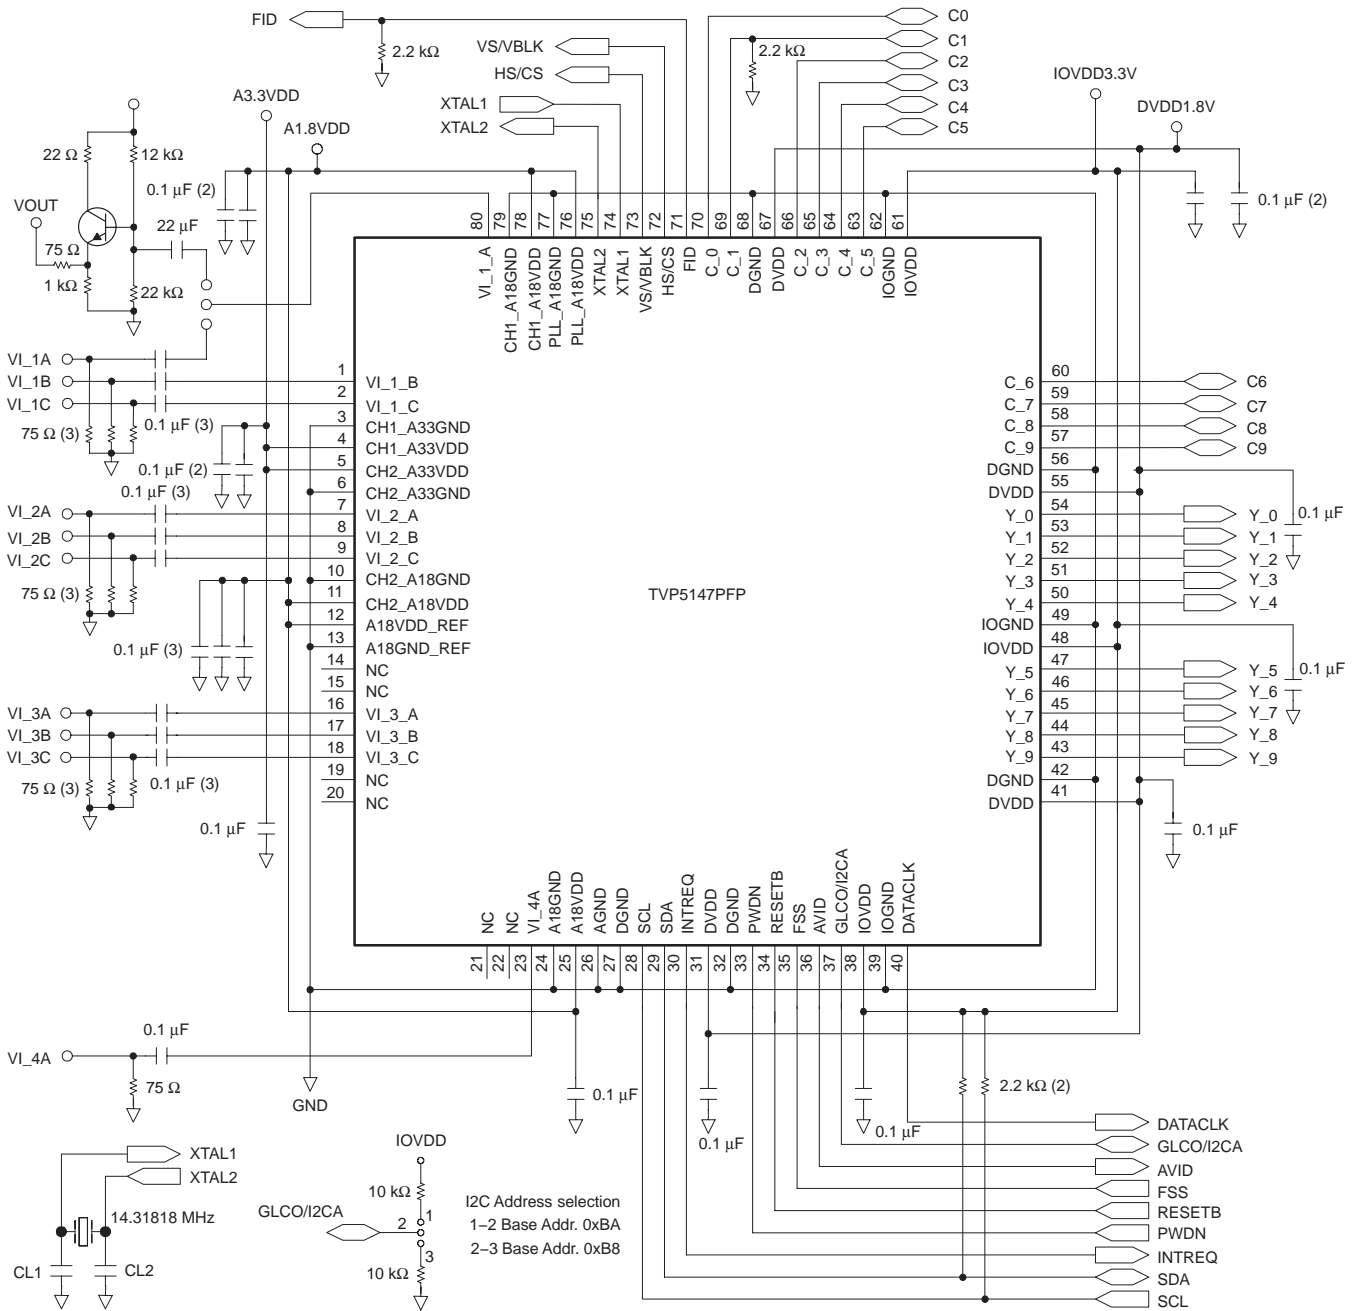 FID
2.2 kΩ
VS/VBLK
HS/CS
XTAL1
XTAL2
C0
C1
2.2 kΩ
C2
C3
C4
C5
IOVDD3.3V
DVDD1.8V
A3.3VDD
A1.8VDD
22 Ω
12 kΩ
0.1 µF (2)
VOUT
22 µF
75 Ω
1 kΩ
22 kΩ
0.1 µF (2)
80
79
78
77
76
75
74
73
72
71
70
69
68
67
66
65
64
63
62
61
VI_1_A
CH1_A18GND
CH1_A18VDD
PLL_A18GND
PLL_A18VDD
XTAL2
XTAL1
VS/VBLK
HS/CS
FID
C_0
C_1
DGND
DVDD
C_2
C_3
C_4
C_5
IOGND
IOVDD
VI_1A
VI_1B
VI_1C
75 Ω (3)
0.1 µF (3)
0.1 µF (2)
0.1 µF (3)
VI_2A
VI_2B
VI_2C
75 Ω (3)
0.1 µF (3)
VI_3A
VI_3B
VI_3C
75 Ω (3)
0.1 µF (3)
0.1 µF
1 VI_1_B
2 VI_1_C
3 CH1_A33GND
4 CH1_A33VDD
5 CH2_A33VDD
6 CH2_A33GND
7 VI_2_A
8 VI_2_B
9 VI_2_C
10 CH2_A18GND
11 CH2_A18VDD
12 A18VDD_REF
13 A18GND_REF
14 NC
15 NC
16 VI_3_A
17 VI_3_B
18 VI_3_C
19 NC
20 NC
TVP5147PFP
C_6 60 C6
C_7 59 C7
C_8 58 C8
C_9 57 C9
DGND 56
DVDD 55
Y_0 54 Y_0
0.1 µF
Y_1 53 Y_1
Y_2 52 Y_2
Y_3 51 Y_3
Y_4 50 Y_4
IOGND 49
IOVDD 48
Y_5 47 Y_5
0.1 µF
Y_6 46 Y_6
Y_7 45 Y_7
Y_8 44 Y_8
Y_9 43 Y_9
DGND 42
DVDD 41
0.1 µF
NC
NC
VI_4A
A18GND
A18VDD
AGND
DGND
SCL
SDA
INTREQ
DVDD
DGND
PWDN
RESETB
FSS
AVID
GLCO/I2CA
IOVDD
IOGND
DATACLK
21
22
23
24
25
26
27
28
29
30
31
32
33
34
35
36
37
38
39
40
VI_4A
0.1 µF
75 Ω
GND
0.1 µF
0.1 µF
0.1 µF
2.2 kΩ (2)
DATACLK
GLCO/I2CA
AVID
FSS
RESETB
PWDN
INTREQ
SDA
SCL
XTAL1
XTAL2
14.31818 MHz
CL1
CL2
IOVDD
10 kΩ
GLCO/I2CA
1
2
3
10 kΩ
I2C Address selection
1–2 Base Addr. 0xBA
2–3 Base Addr. 0xB8